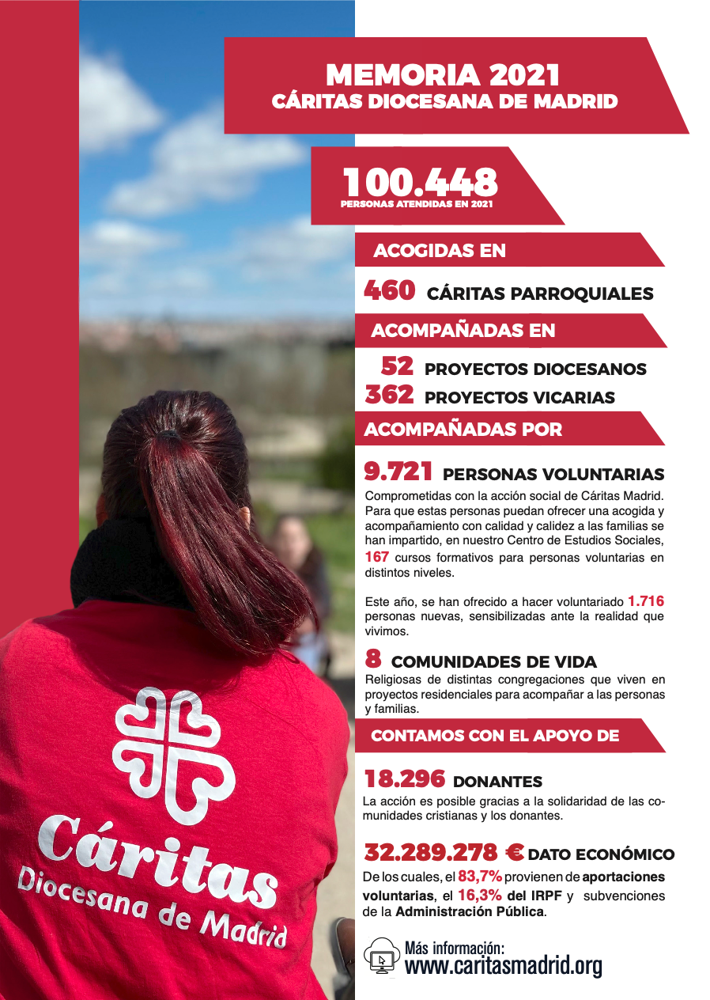 MEMORIA 2021
CÁRITAS DIOCESANA DE MADRID
100.448
PERSONAS ATENDIDAS EN 2021
ACOGIDAS EN
460 CÁRITAS PARROQUIALES
ACOMPAÑADAS EN
52 PROYECTOS DIOCESANOS
362 PROYECTOS VICARIAS
ACOMPAÑADAS POR
9.721 PERSONAS VOLUNTARIAS
Comprometidas con la acción social de Cáritas Madrid.
Para que estas personas puedan ofrecer una acogida y
acompañamiento con calidad y calidez a las familias se
han impartido, en nuestro Centro de Estudios Sociales,
167 cursos formativos para personas voluntarias en
distintos niveles.
Este año, se han ofrecido a hacer voluntariado 1.716
personas nuevas, sensibilizadas ante la realidad que
vivimos.
8 COMUNIDADES DE VIDA
Religiosas de distintas congregaciones que viven en
proyectos residenciales para acompañar a las personas
y familias.
CONTAMOS CON EL APOYO DE
18.296 DONANTES
La acción es posible gracias a la solidaridad de las co-
munidades cristianas y los donantes.
32.289.278 € DATO ECONÓMICO
De los cuales, el 83,7% provienen de aportaciones
voluntarias, el 16,3% del IRPF y subvenciones
de la Administración Pública.
Más información:
www.caritasmadrid.org
Cáritas
Diocesana de Madrid